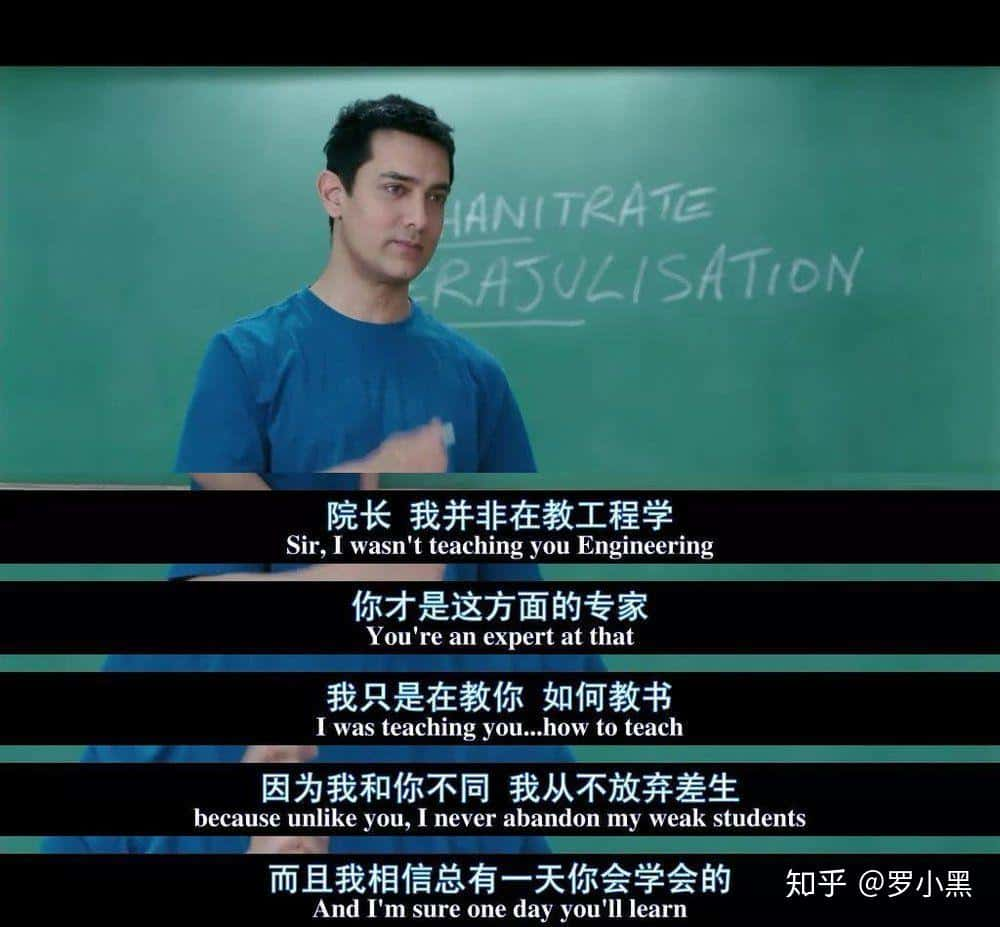 HANITRATE
ERAJULISATION
院长 我并非在教工程学
Sir, I wasn't teaching you Engineering
你才是这方面的专家
You're an expert at that
我只是在教你 如何教书
I was teaching you...how to teach
因为我和你不同 我从不放弃差生
because unlike you, I never abandon my weak students
而且我相信总有一天你会学会的
And I'm sure one day you'll learn
知乎 @罗小黑